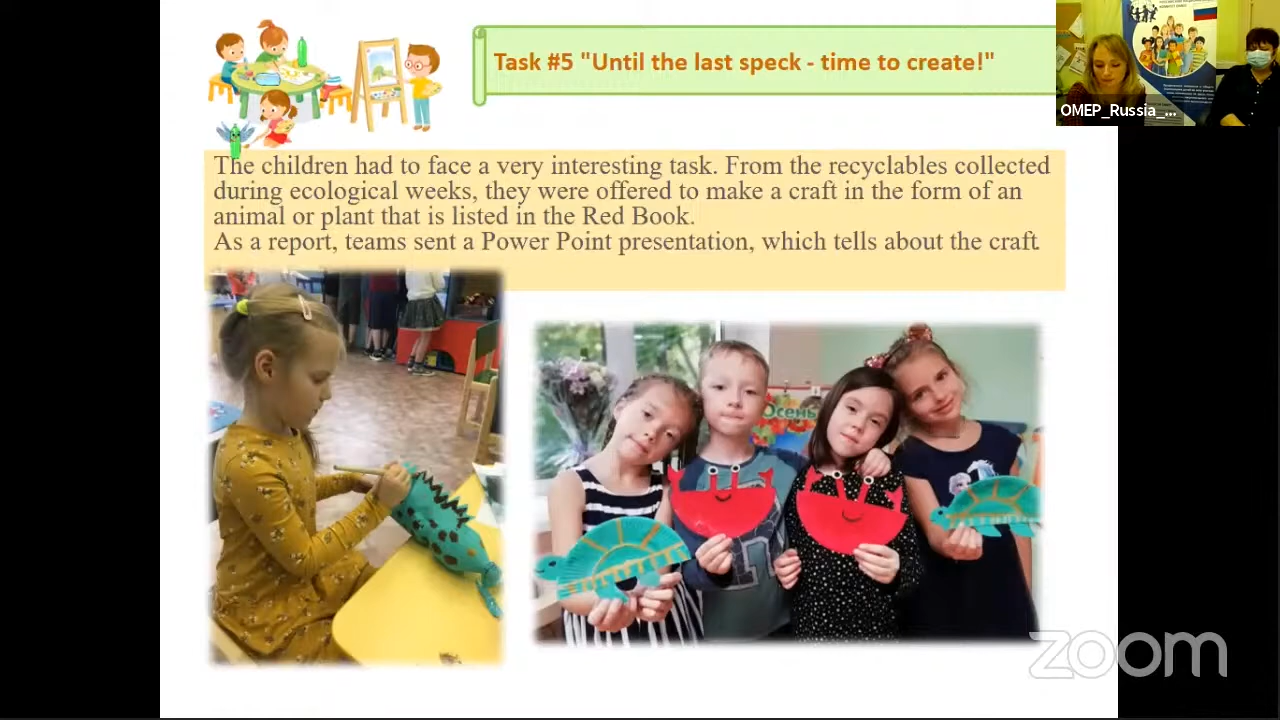 Task #5 "Until the last speck - time to create!"
OMEP_Russia_...
The children had to face a very interesting task. From the recyclables collected
during ecological weeks, they were offered to make a craft in the form of an
animal or plant that is listed in the Red Book.
As a report, teams sent a Power Point presentation, which tells about the craft
Осень
zoom